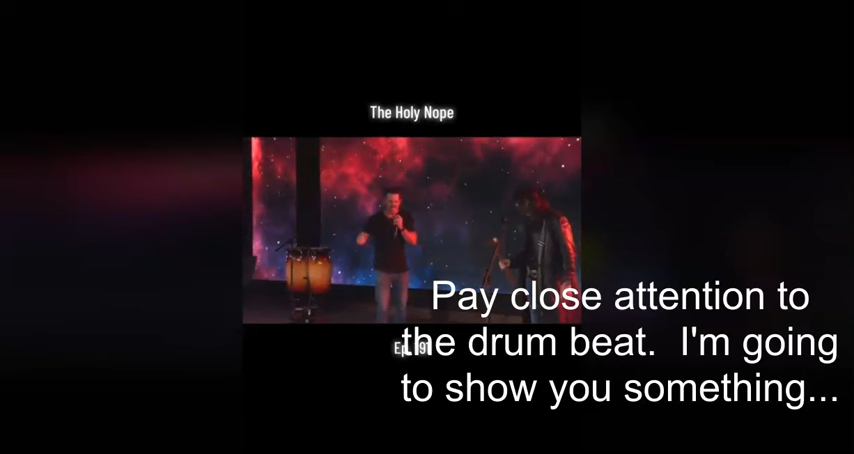 The Holy Nope
Pay close attention to
the drum beat.  I'm going
to show you something...